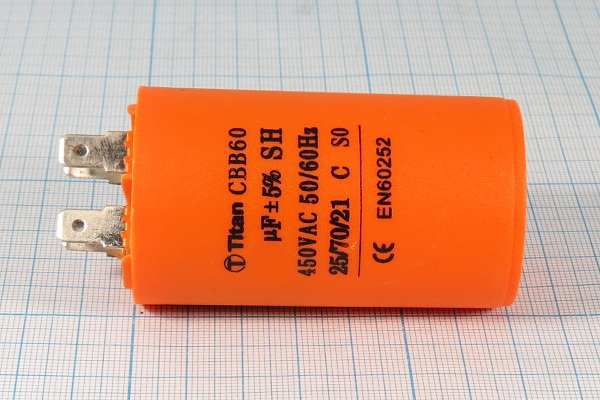 Titan CBB60
µF±5% SH
450VAC 50/60Hz
25/70/21 C S0
CE EN60252